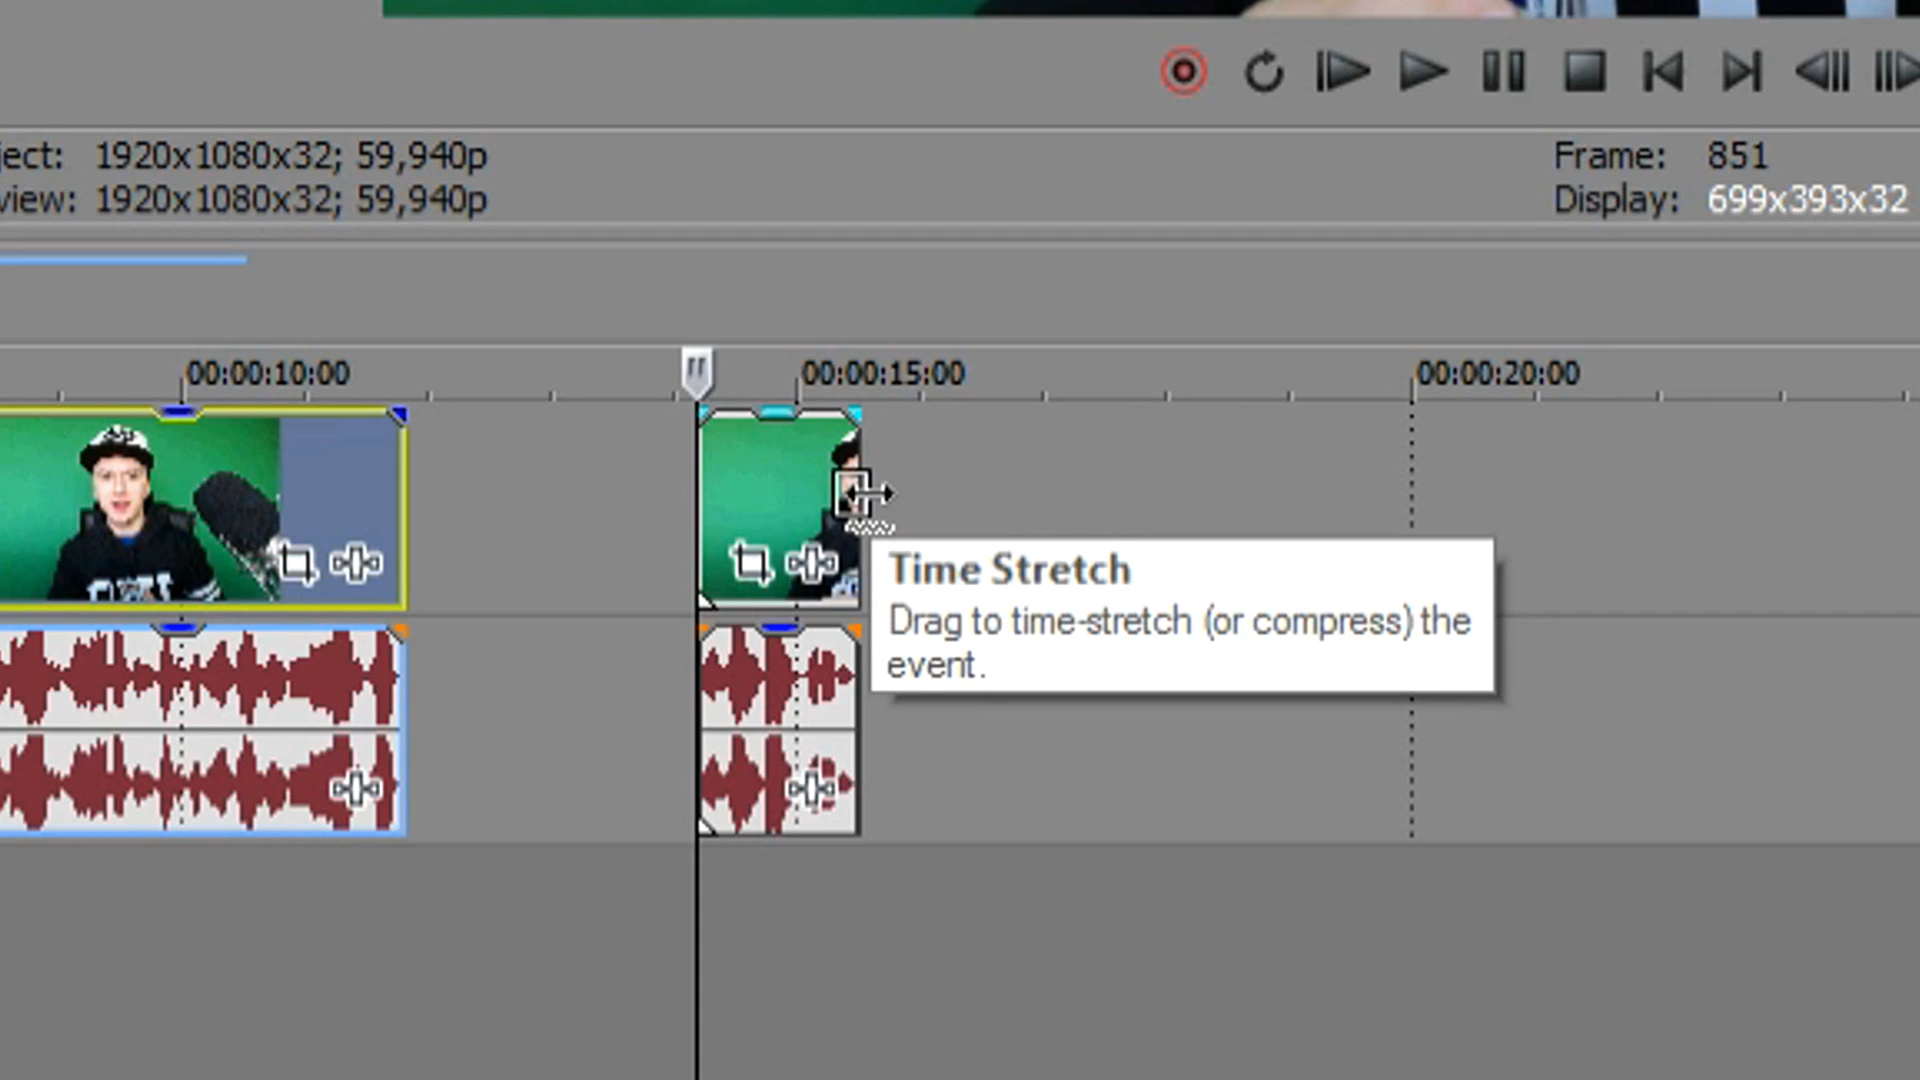 ject: 1920x1080x32; 59,940p
Frame: 851
view: 1920x1080x32; 59,940p
Display: 699x393x32
00:00:10:00
00:00:15:00
00:00:20:00
Time Stretch
Drag to time-stretch (or compress) the
event.